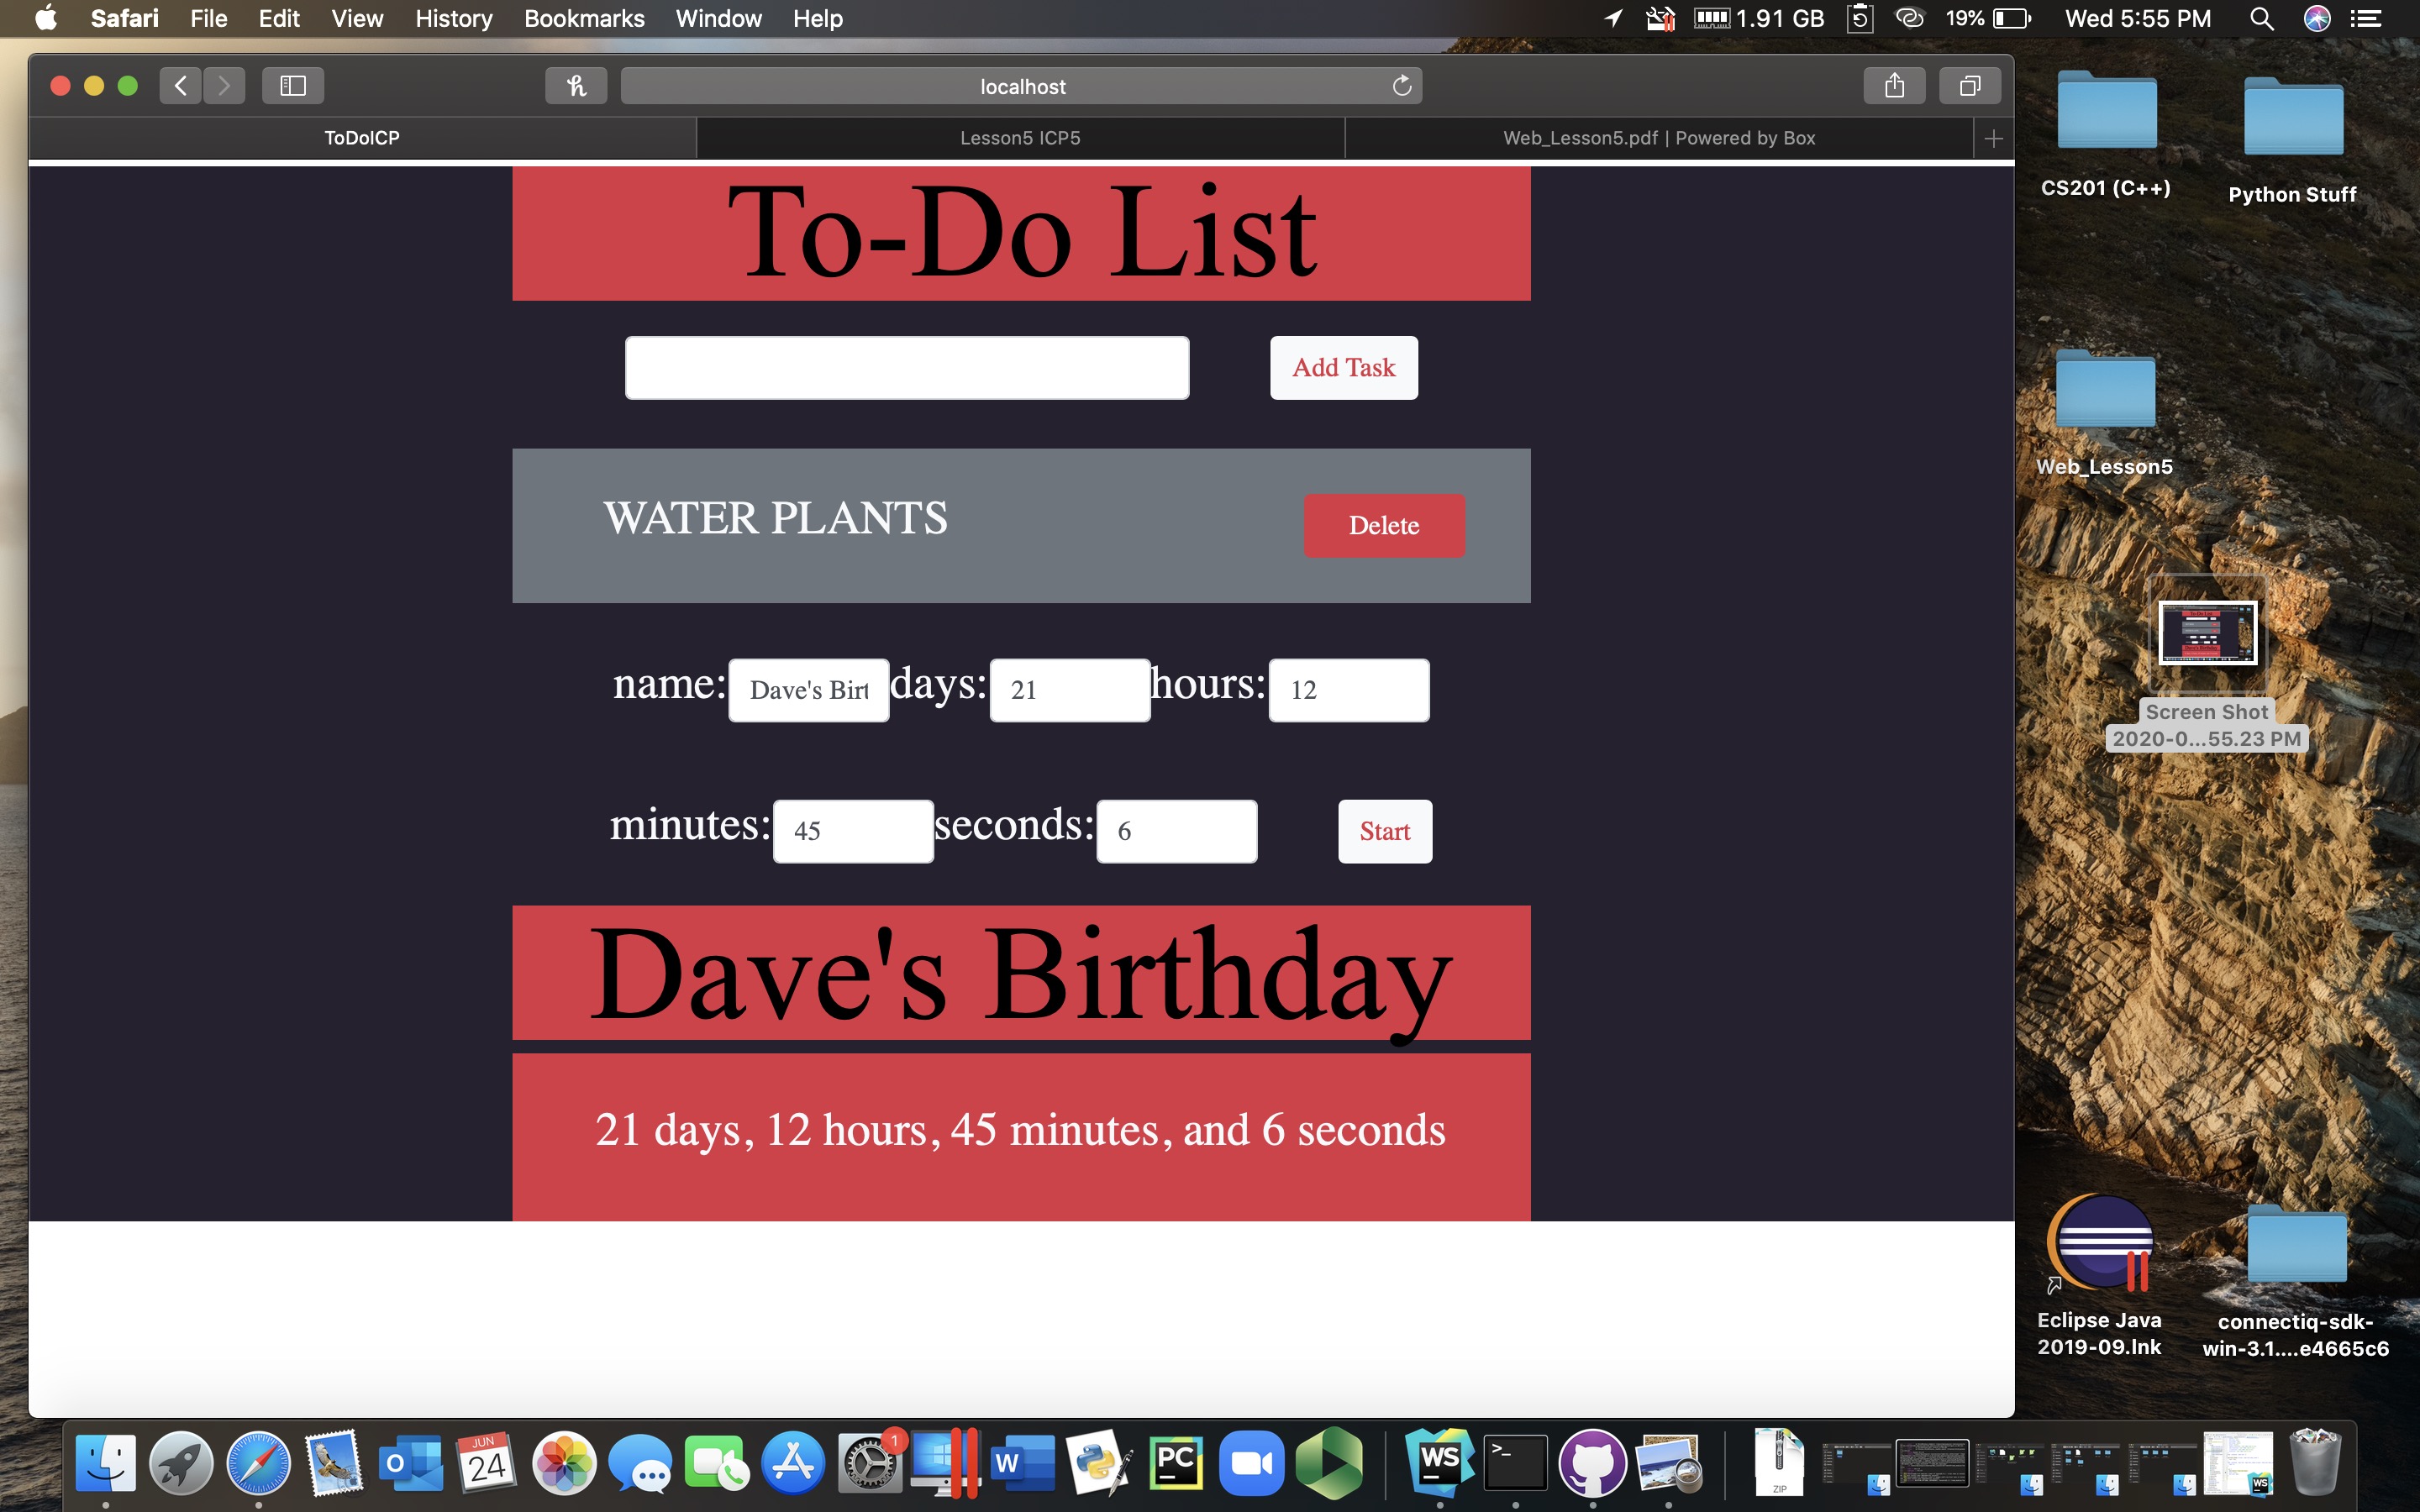 Safari File Edit View History Bookmarks Window Help 1.91 GB 19% Wed 5:55 PM
localhost
ToDoICP Lesson5 ICP5 Web_Lesson5.pdf | Powered by Box
To-Do List
Add Task
WATER PLANTS Delete
name: Dave's Birt days: 21 hours: 12
minutes: 45 seconds: 6 Start
Dave's Birthday
21 days, 12 hours, 45 minutes, and 6 seconds
CS201 (C++)
Python Stuff
Web_Lesson5
Screen Shot
2020-0...55.23 PM
Eclipse Java
2019-09.lnk
connectiq-sdk-
win-3.1....e4665c6
JUN
24
1
W
PC
WS
>_
ZIP
WS